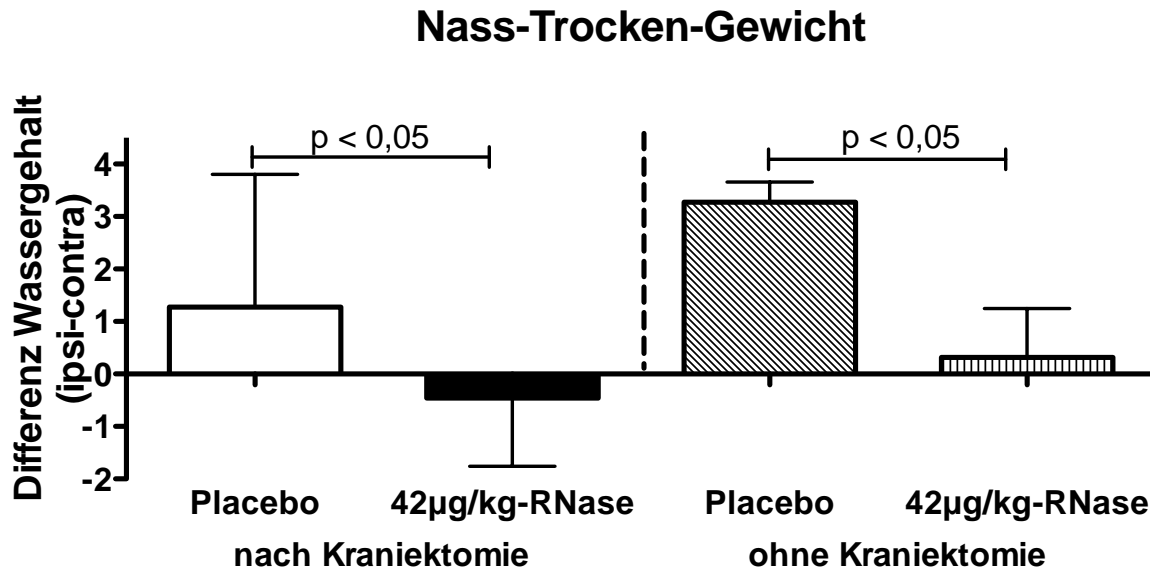 Nass-Trocken-Gewicht
Differenz Wassergehalt
(ipsi-contra)
4
3
2
1
0
-1
-2
p < 0,05
p < 0,05
Placebo
42µg/kg-RNase
Placebo
42µg/kg-RNase
nach Kraniektomie
ohne Kraniektomie